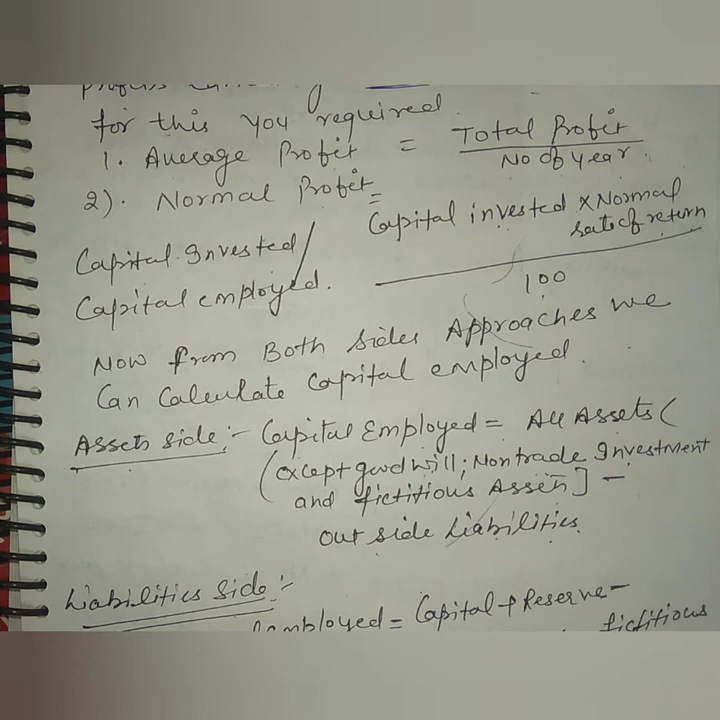 for this you required
1. Average Profit = Total Profit
No of year.
2). Normal Profit =
Capital invested × Normal
rate of return
100
Capital Invested /
Capital employed.
Now from Both sides Approaches we
Can Calculate Capital employed.
Assets side :- Capital Employed = All Assets (
(except goodwill; Non trade Investment
and fictitious Assets] -
out side liabilities
Liabilities side :-
employed = Capital + Reserve -
fictitious